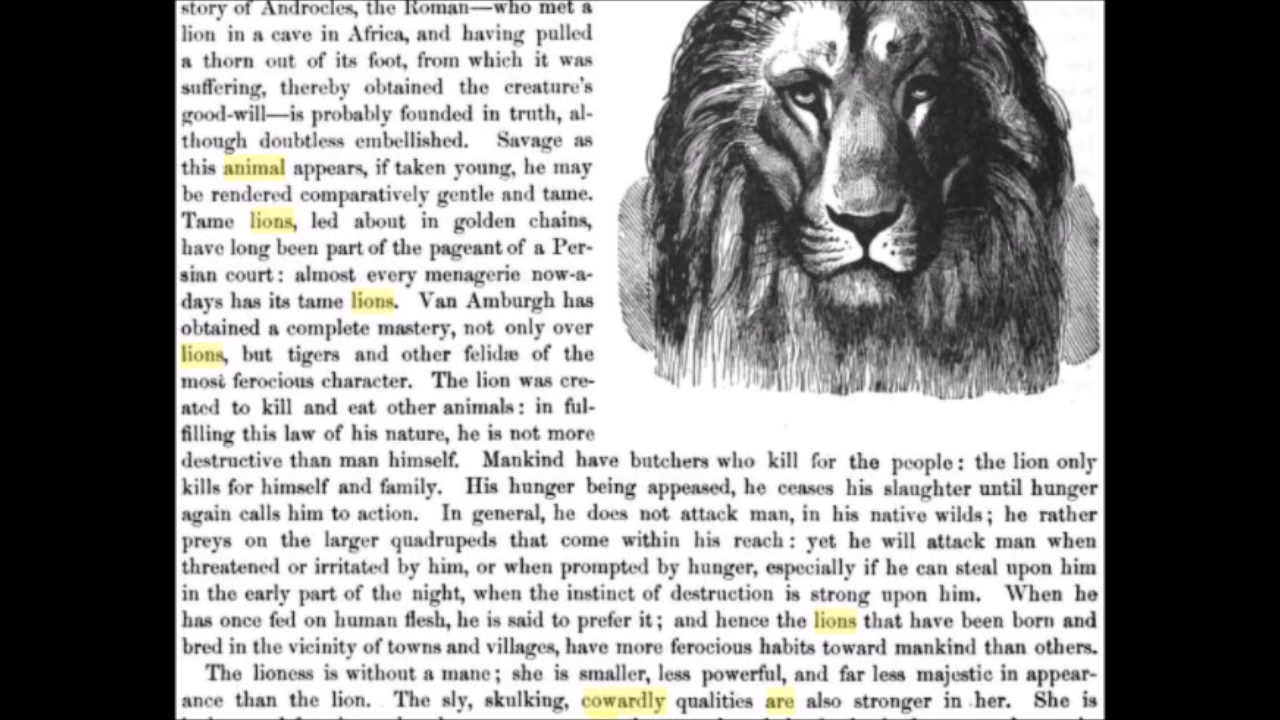 story of Androcles, the Roman—who met a
lion in a cave in Africa, and having pulled
a thorn out of its foot, from which it was
suffering, thereby obtained the creature's
good-will—is probably founded in truth, al-
though doubtless embellished. Savage as
this animal appears, if taken young, he may
be rendered comparatively gentle and tame.
Tame lions, led about in golden chains,
have long been part of the pageant of a Per-
sian court: almost every menagerie now-a-
days has its tame lions. Van Amburgh has
obtained a complete mastery, not only over
lions, but tigers and other felidæ of the
most ferocious character. The lion was cre-
ated to kill and eat other animals: in ful-
filling this law of his nature, he is not more
destructive than man himself. Mankind have butchers who kill for the people: the lion only
kills for himself and family. His hunger being appeased, he ceases his slaughter until hunger
again calls him to action. In general, he does not attack man, in his native wilds; he rather
preys on the larger quadrupeds that come within his reach: yet he will attack man when
threatened or irritated by him, or when prompted by hunger, especially if he can steal upon him
in the early part of the night, when the instinct of destruction is strong upon him. When he
has once fed on human flesh, he is said to prefer it; and hence the lions that have been born and
bred in the vicinity of towns and villages, have more ferocious habits toward mankind than others.
The lioness is without a mane; she is smaller, less powerful, and far less majestic in appear-
ance than the lion. The sly, skulking, cowardly qualities are also stronger in her. She is